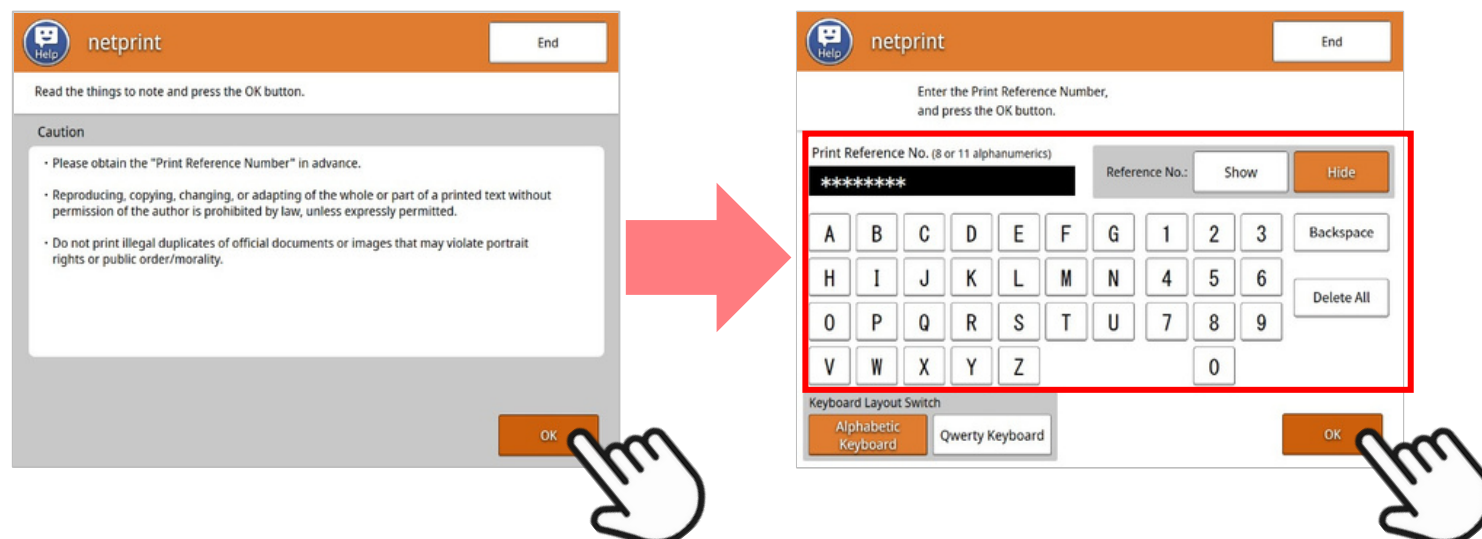 Help
netprint
End
Read the things to note and press the OK button.
Caution
・Please obtain the "Print Reference Number" in advance.
・Reproducing, copying, changing, or adapting of the whole or part of a printed text without
permission of the author is prohibited by law, unless expressly permitted.
・Do not print illegal duplicates of official documents or images that may violate portrait
rights or public order/morality.
OK
Help
netprint
End
Enter the Print Reference Number,
and press the OK button.
Print Reference No. (8 or 11 alphanumerics)
Reference No.: Show Hide
********
A B C D E F G 1 2 3 Backspace
H I J K L M N 4 5 6
Delete All
O P Q R S T U 7 8 9
V W X Y Z 0
Keyboard Layout Switch
Alphabetic
Keyboard
Qwerty Keyboard
OK